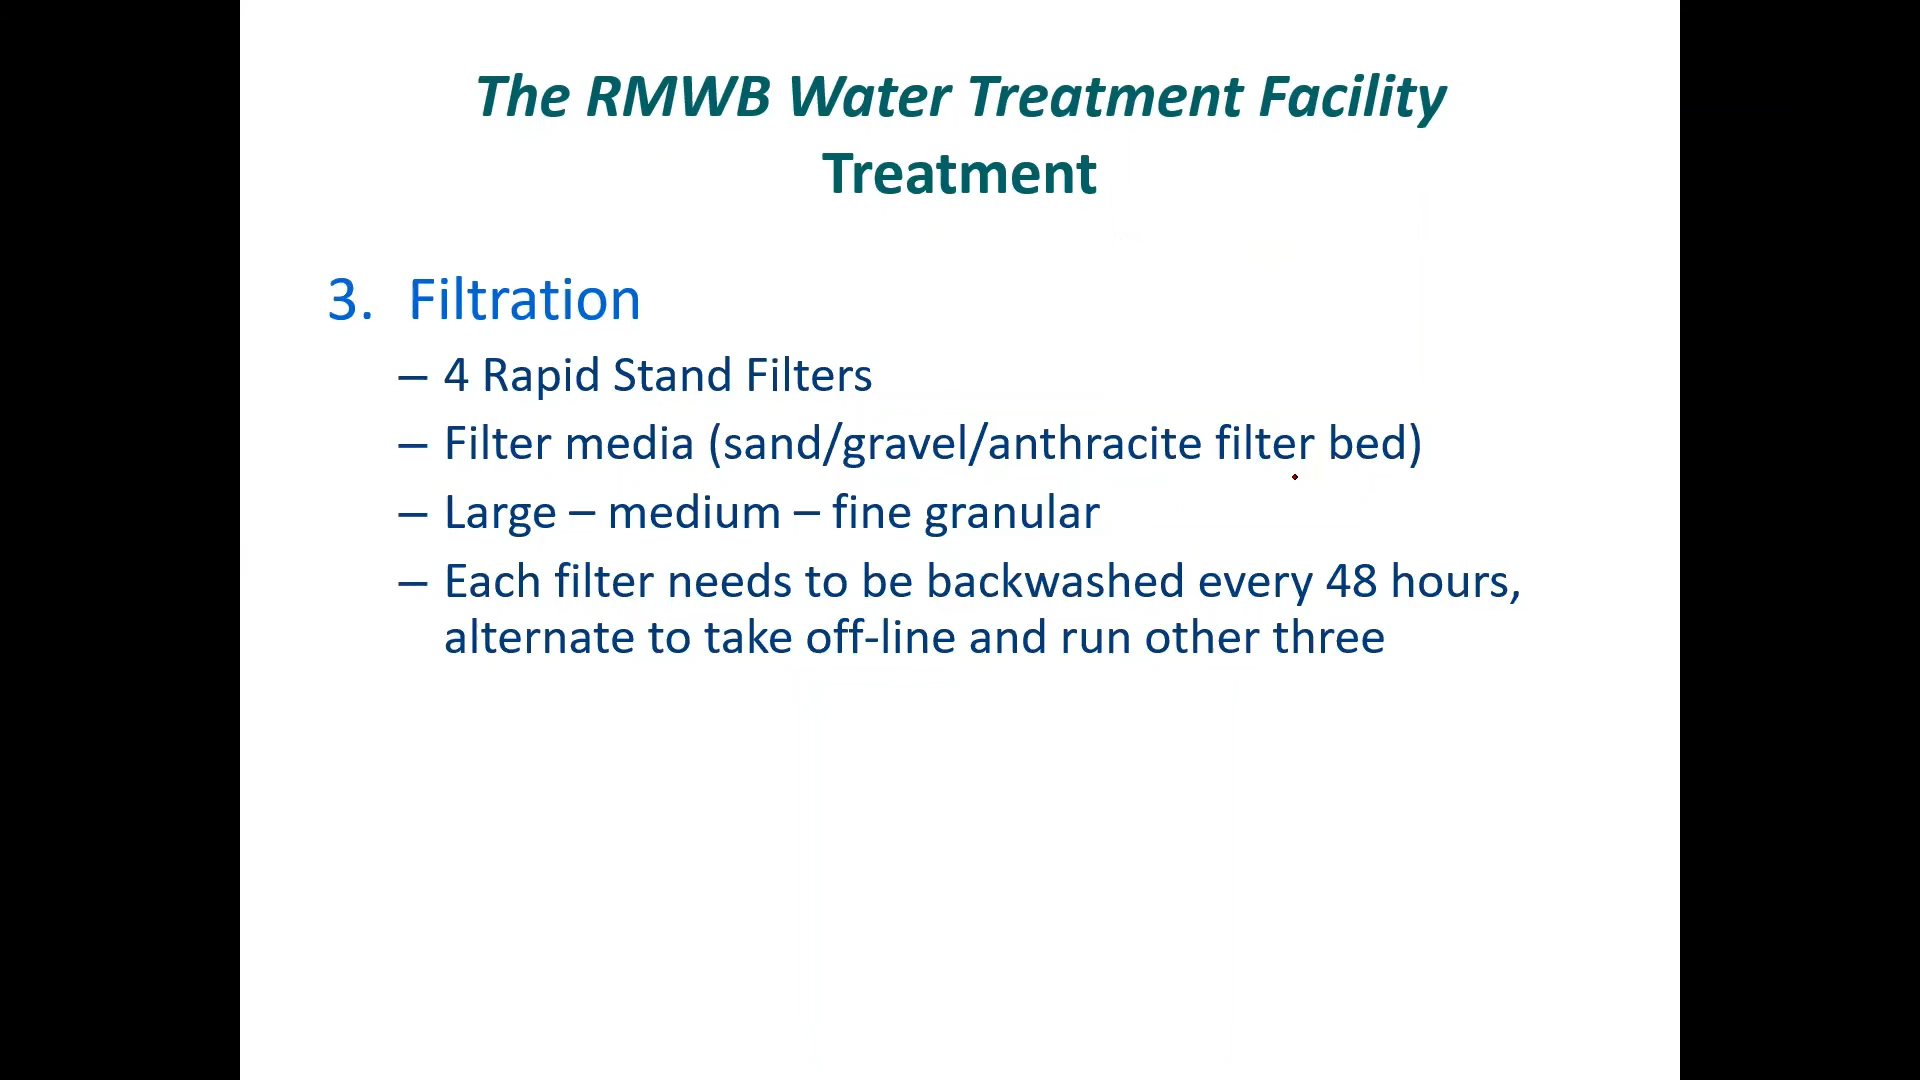 The RMWB Water Treatment Facility
Treatment
3. Filtration
– 4 Rapid Stand Filters
– Filter media (sand/gravel/anthracite filter bed)
– Large – medium – fine granular
– Each filter needs to be backwashed every 48 hours,
alternate to take off-line and run other three